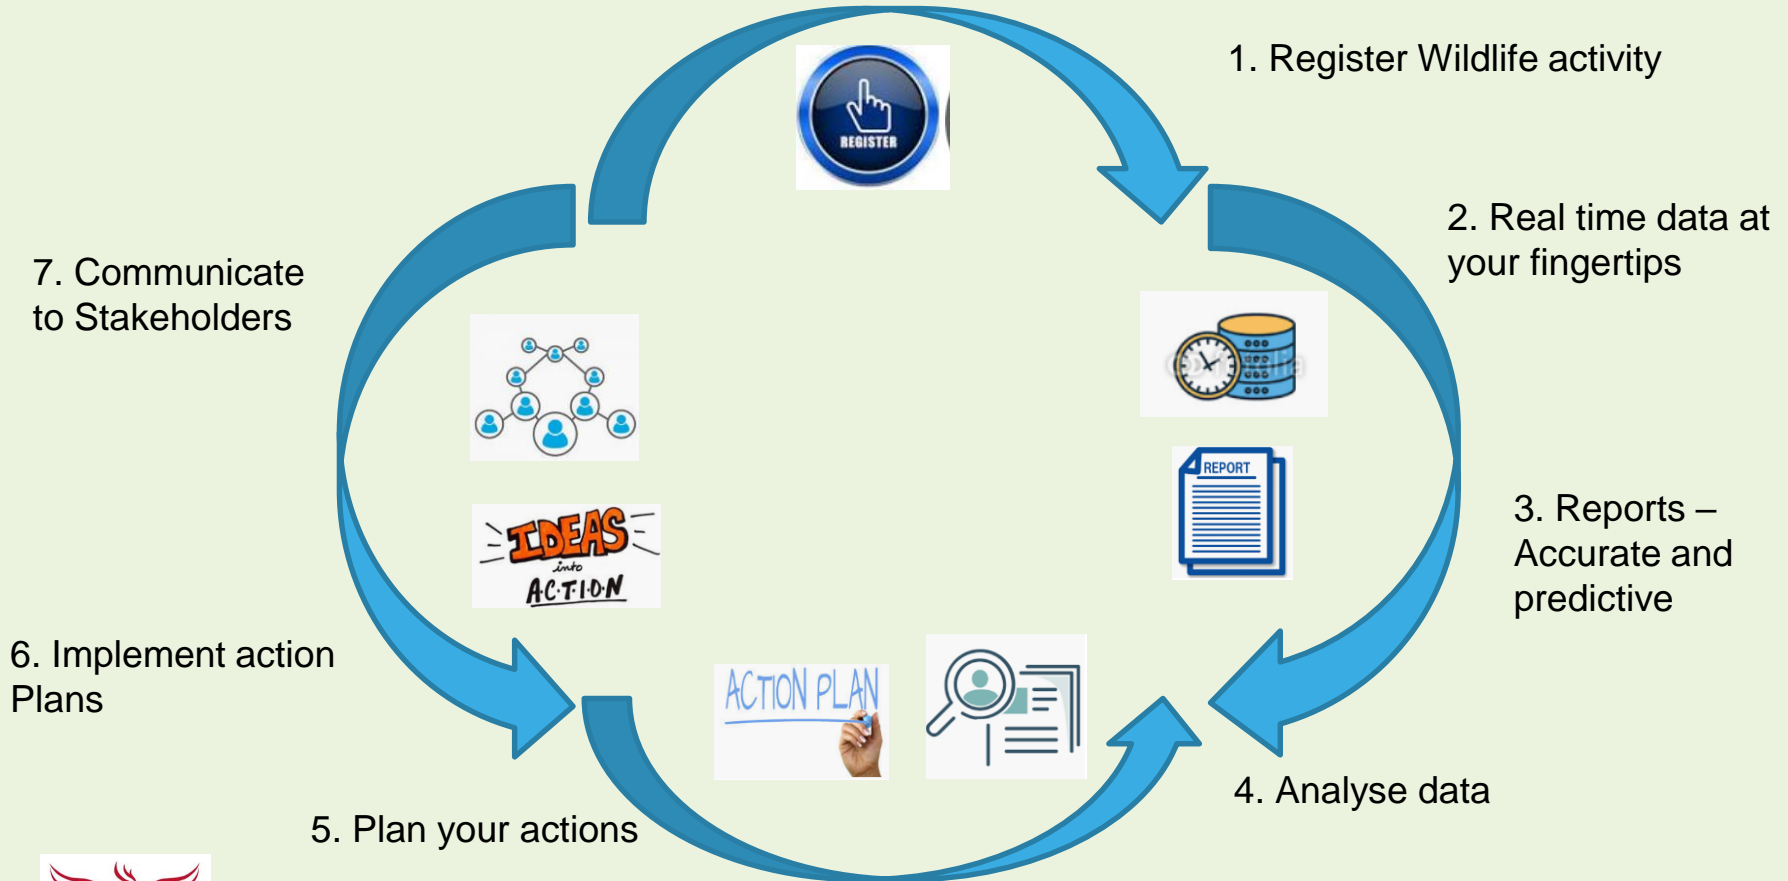 1. Register Wildlife activity
REGISTER
2. Real time data at
your fingertips
REPORT
3. Reports –
Accurate and
predictive
4. Analyse data
ACTION PLAN
5. Plan your actions
6. Implement action
Plans
IDEAS
into
A·C·T·I·O·N
7. Communicate
to Stakeholders